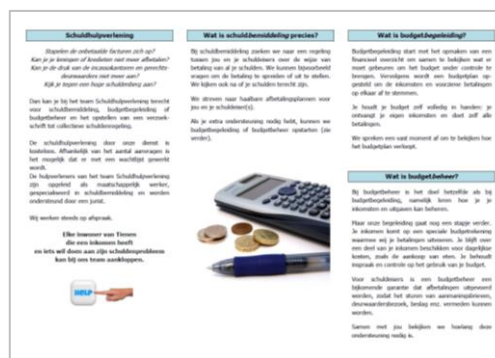 Schuldhulpverlening
Stapelen de onbetaalde facturen zich op?
Kan je je leningen of kredieten niet meer afbetalen?
Kan je de druk van de incassokantoren en gerechts-
deurwaarders niet meer aan?
Kijk je tegen een hoge schuldenberg aan?
Dan kan je bij het team Schuldhulpverlening terecht
voor schuldbemiddeling, budgetbegeleiding of
budgetbeheer en het opstellen van een verzoek-
schrift tot collectieve schuldenregeling.
De schuldhulpverlening door onze dienst is
kosteloos. Afhankelijk van het aantal aanvragen is
het mogelijk dat er met een wachtlijst gewerkt
wordt.
De hulpverleners van het team Schuldhulpverlening
zijn opgeleid als maatschappelijk werker,
gespecialiseerd in schuldbemiddeling en worden
ondersteund door een jurist.
Wij werken steeds op afspraak.
Elke inwoner van Tienen
die een inkomen heeft
en iets wil doen aan zijn schuldenprobleem
kan bij ons team aankloppen.
HELP
Wat is schuldbemiddeling precies?
Bij schuldbemiddeling zoeken we naar een regeling
tussen jou en je schuldeisers over de wijze van
betaling van al je schulden. We kunnen bijvoorbeeld
vragen om de betaling te spreiden of uit te stellen.
We kijken ook na of je schulden terecht zijn.
We streven naar haalbare afbetalingsplannen voor
jou en je schuldeiser(s).
Als je extra ondersteuning nodig hebt, kunnen we
budgetbegeleiding of budgetbeheer opstarten (zie
verder).
Wat is budgetbegeleiding?
Budgetbegeleiding start met het opmaken van een
financieel overzicht om samen te bekijken wat er
moet gebeuren om het budget onder controle te
brengen. Vervolgens wordt een budgetplan op-
gesteld om de inkomsten en voorziene betalingen
op elkaar af te stemmen.
Je houdt je budget zelf volledig in handen: je
ontvangt je eigen inkomsten en doet zelf alle
betalingen.
We spreken een vast moment af om te bekijken hoe
het budgetplan verloopt.
Wat is budgetbeheer?
Bij budgetbeheer is het doel hetzelfde als bij
budgetbegeleiding, namelijk leren hoe je je
inkomsten en uitgaven kan beheren.
Maar onze begeleiding gaat nog een stapje verder.
Je inkomen komt op een speciale budgetrekening
waarmee wij je betalingen uitvoeren. Je blijft over
een deel van je inkomen beschikken voor dagelijkse
kosten, zoals de aankoop van eten. Je behoudt
inspraak en controle op het gebruik van je budget.
Voor schuldeisers is een budgetbeheer een
bijkomende garantie dat afbetalingen uitgevoerd
worden, zodat het sturen van aanmaningsbrieven,
deurwaardersbezoek, beslag enz. vermeden kunnen
worden.
Samen met jou bekijken we hoelang deze
ondersteuning nodig is.